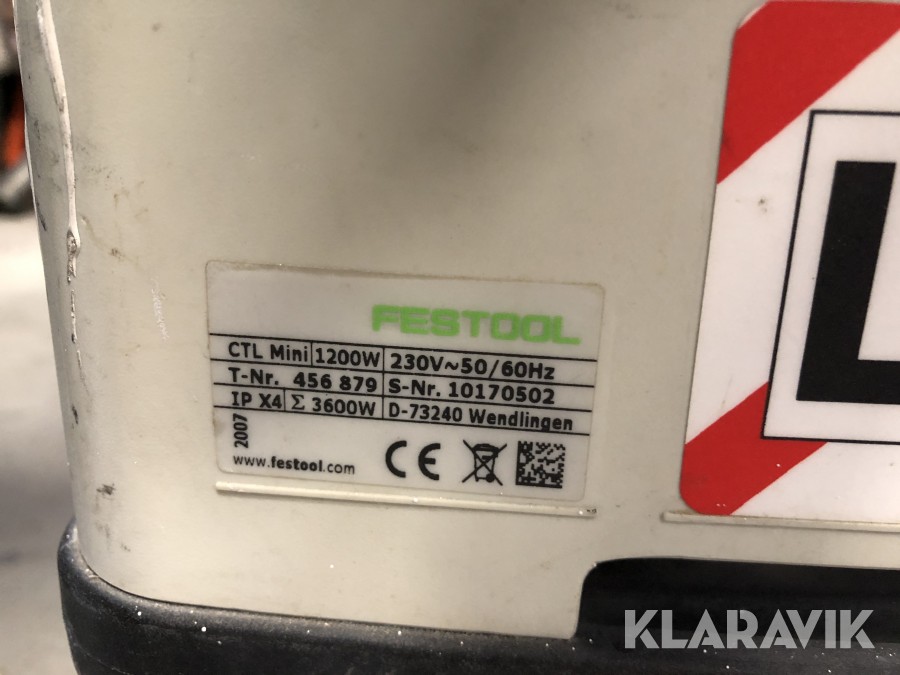 FESTOOL
CTL Mini 1200W 230V~50/60Hz
T-Nr. 456 879 S-Nr. 10170502
IP X4 Σ 3600W D-73240 Wendlingen
2007
www.festool.com
CE
L
KLARAVIK